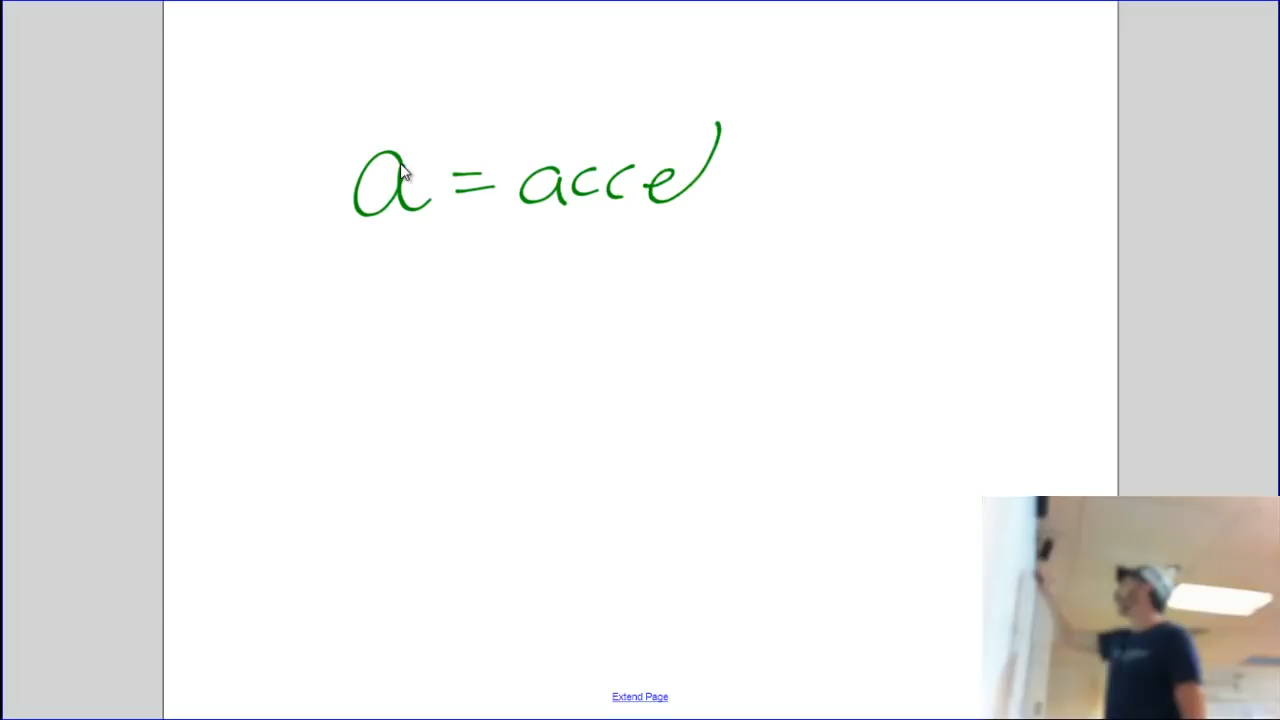 a = accel
Extend Page